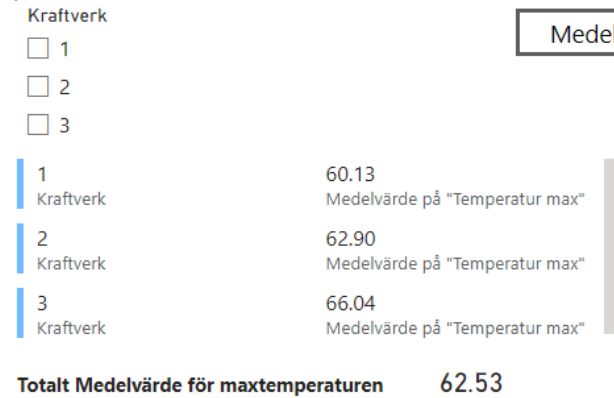 Kraftverk
Medel
1
2
3
1 60.13
Kraftverk Medelvärde på "Temperatur max"
2 62.90
Kraftverk Medelvärde på "Temperatur max"
3 66.04
Kraftverk Medelvärde på "Temperatur max"
Totalt Medelvärde för maxtemperaturen 62.53